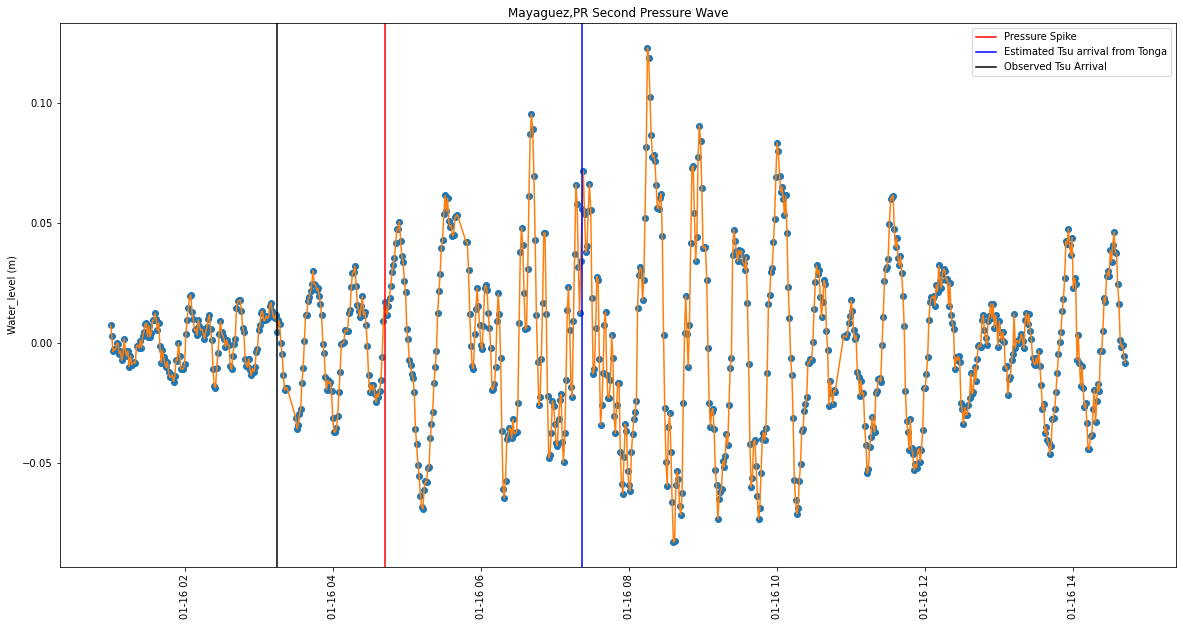 Mayaguez,PR Second Pressure Wave
Pressure Spike
Estimated Tsu arrival from Tonga
Observed Tsu Arrival
Water_level (m)
0.10
0.05
0.00
−0.05
01-16 02
01-16 04
01-16 06
01-16 08
01-16 10
01-16 12
01-16 14